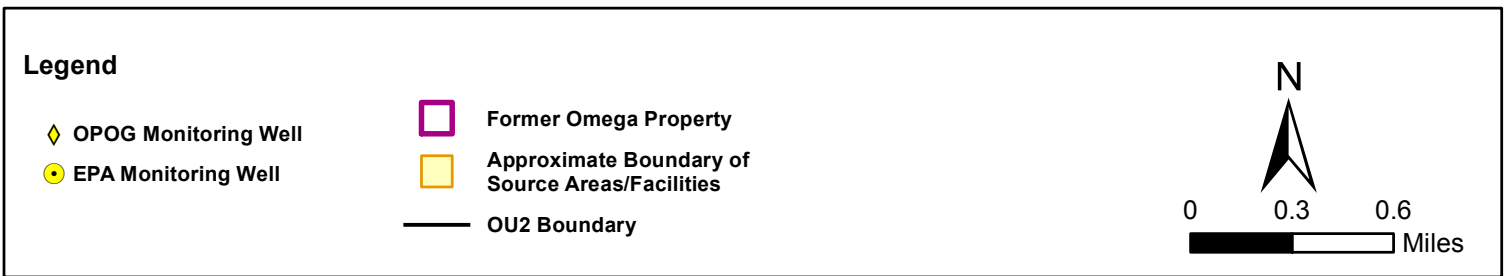 Legend
OPOG Monitoring Well
EPA Monitoring Well
Former Omega Property
Approximate Boundary of
Source Areas/Facilities
OU2 Boundary
N
0 0.3 0.6
Miles